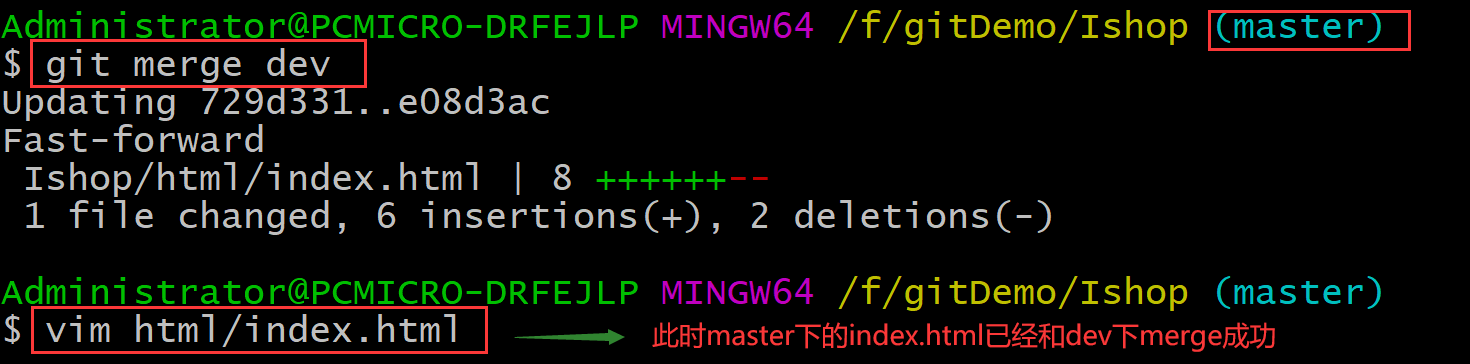 Administrator@PCMICRO-DRFEJLP MINGW64 /f/gitDemo/Ishop (master)
$ git merge dev
Updating 729d331..e08d3ac
Fast-forward
 Ishop/html/index.html | 8 ++++++--
 1 file changed, 6 insertions(+), 2 deletions(-)
Administrator@PCMICRO-DRFEJLP MINGW64 /f/gitDemo/Ishop (master)
$ vim html/index.html 此时master下的index.html已经和dev下merge成功